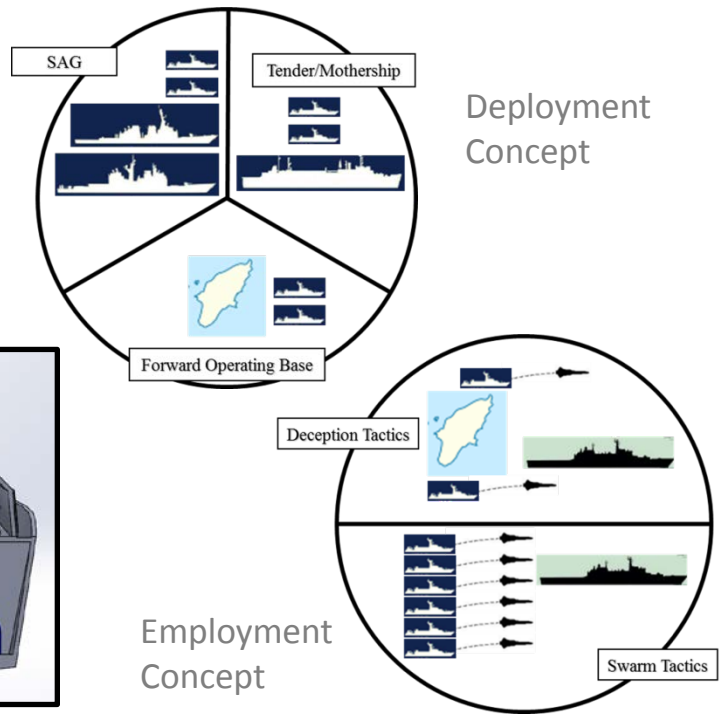 SAG
Tender/Mothership
Deployment
Concept
Forward Operating Base
Deception Tactics
Employment
Concept
Swarm Tactics